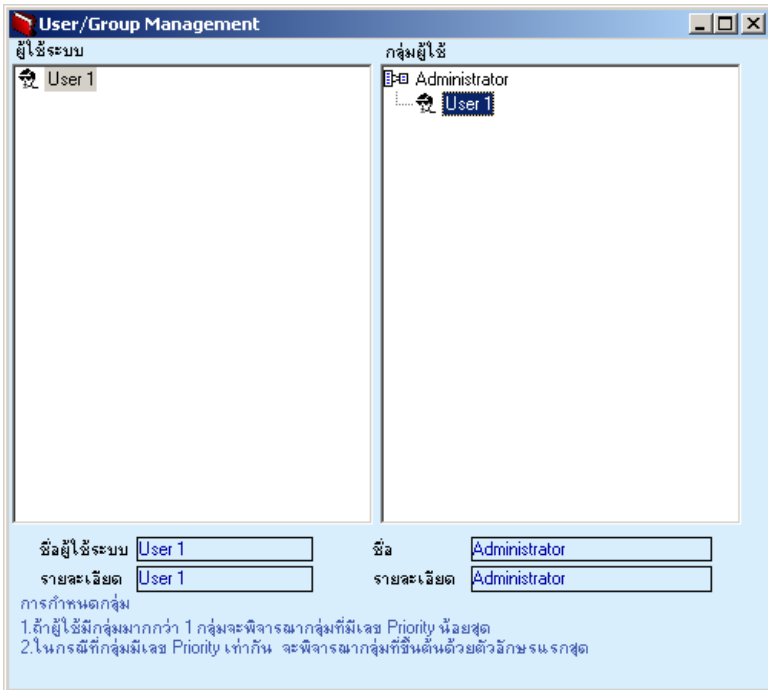 User/Group Management
ผู้ใช้ระบบ
กลุ่มผู้ใช้
User 1
Administrator
User 1
ชื่อผู้ใช้ระบบ User 1
ชื่อ Administrator
รายละเอียด User 1
รายละเอียด Administrator
การกำหนดกลุ่ม
1.ถ้าผู้ใช้มีกลุ่มมากกว่า 1 กลุ่มจะพิจารณากลุ่มที่มีเลข Priority น้อยสุด
2.ในกรณีที่กลุ่มมีเลข Priority เท่ากัน จะพิจารณากลุ่มที่ขึ้นต้นด้วยตัวอักษรแรกสุด